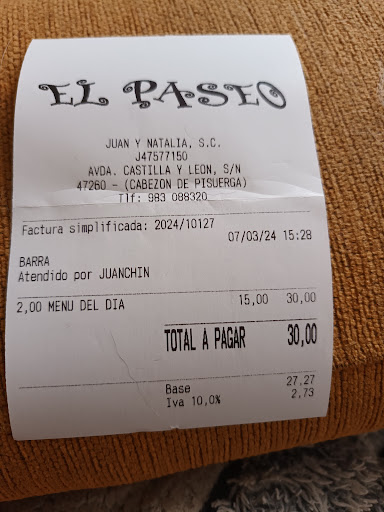 EL PASEO
JUAN Y NATALIA, S.C.
J47577150
AVDA. CASTILLA Y LEON, S/N
47260 - (CABEZON DE PISUERGA)
Tlf: 983 088320
Factura simplificada: 2024/10127
07/03/24 15:28
BARRA
Atendido por JUANCHIN
2,00 MENU DEL DIA 15,00 30,00
TOTAL A PAGAR 30,00
Base 27,27
Iva 10,0% 2,73